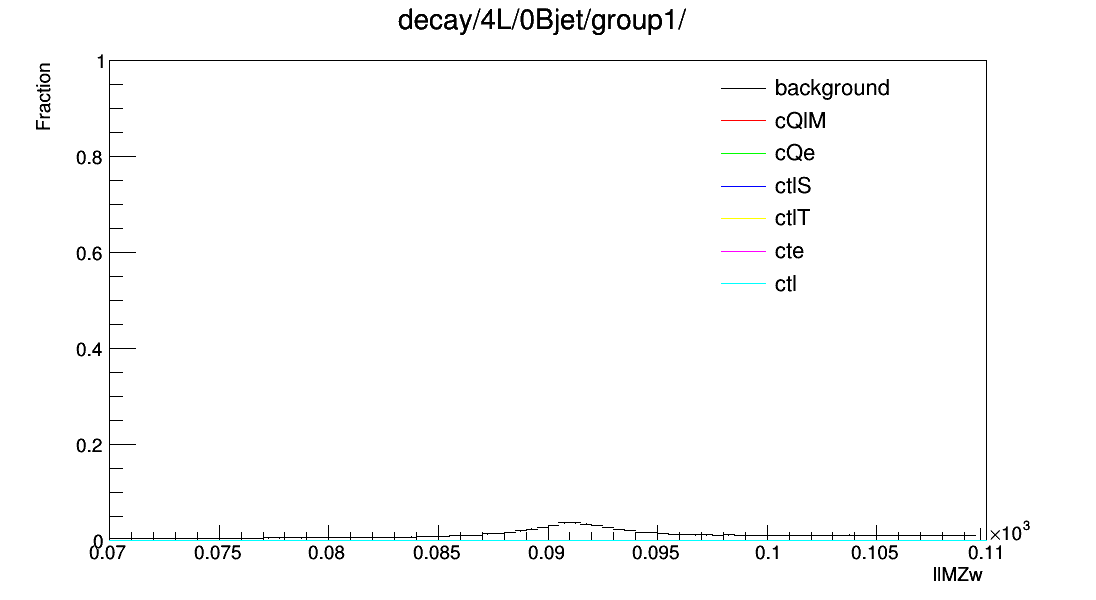 decay/4L/0Bjet/group1/
Fraction
1
0.8
0.6
0.4
0.2
0
background
cQlM
cQe
ctlS
ctlT
cte
ctl
0.07 0.075 0.08 0.085 0.09 0.095 0.1 0.105 0.11
×10³
llMZw